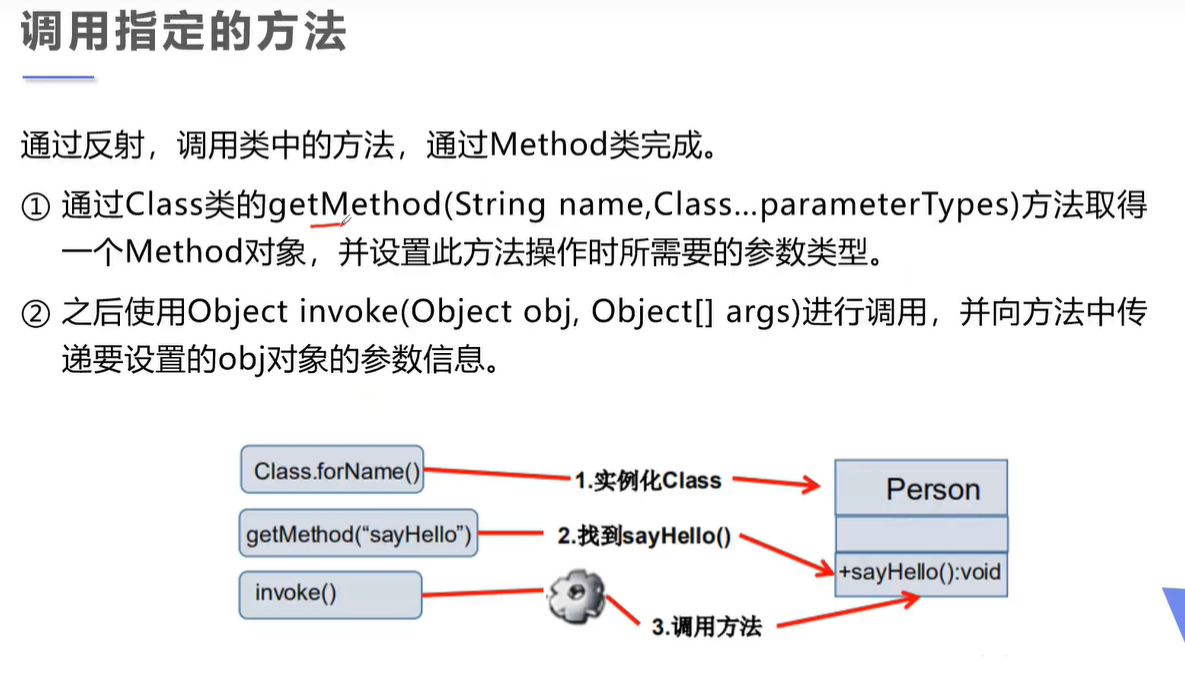 调用指定的方法
通过反射，调用类中的方法，通过Method类完成。
① 通过Class类的getMethod(String name,Class…parameterTypes)方法取得
一个Method对象，并设置此方法操作时所需要的参数类型。
② 之后使用Object invoke(Object obj, Object[] args)进行调用，并向方法中传
递要设置的obj对象的参数信息。
Class.forName()
1.实例化Class
Person
getMethod(“sayHello”)
2.找到sayHello()
+sayHello():void
invoke()
3.调用方法